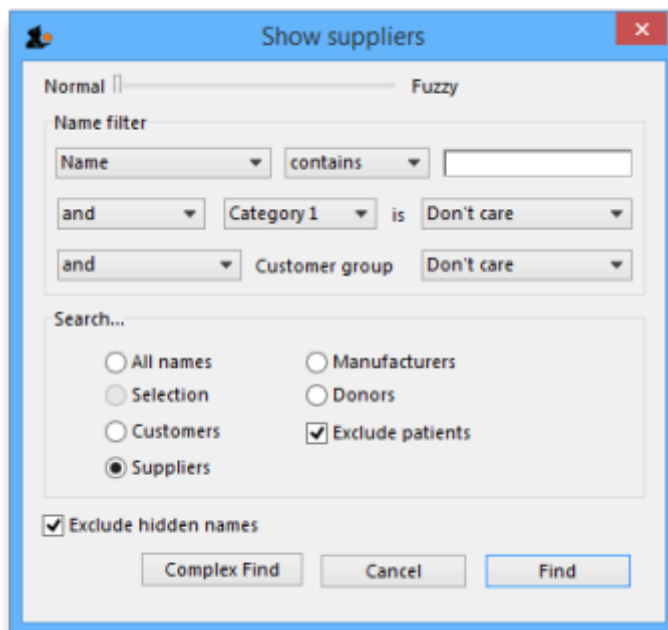 Show suppliers
Normal Fuzzy
Name filter
Name contains
and Category 1 is Don't care
and Customer group Don't care
Search...
All names Manufacturers
Selection Donors
Customers Exclude patients
Suppliers
Exclude hidden names
Complex Find Cancel Find